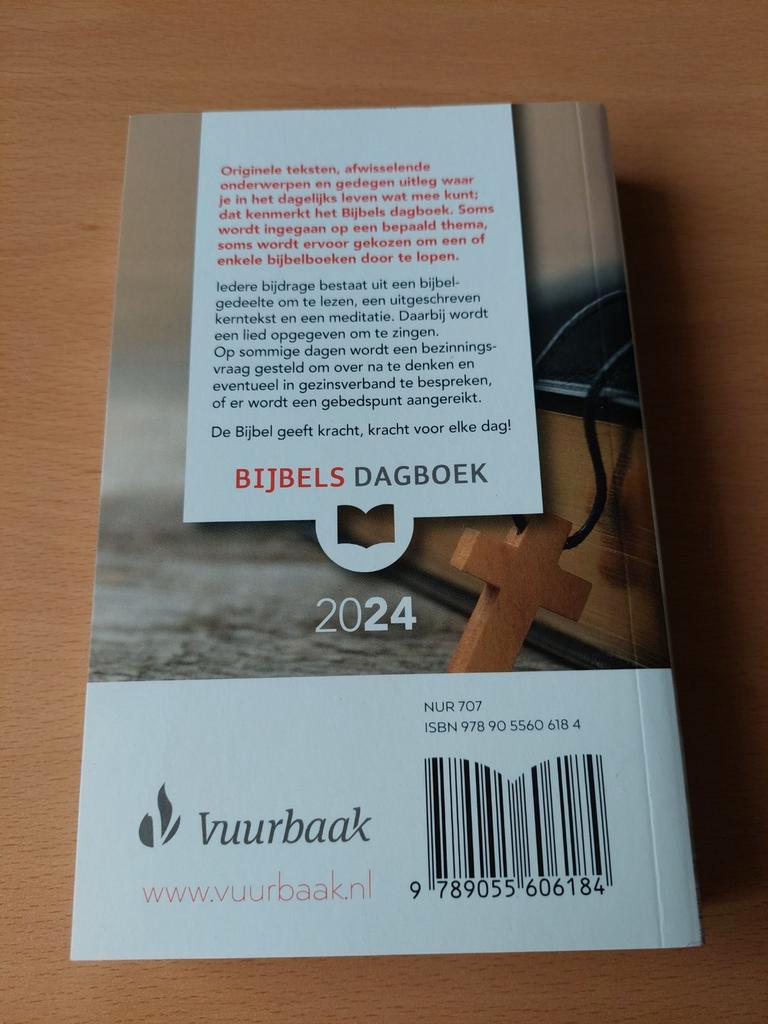 Originele teksten, afwisselende
onderwerpen en gedegen uitleg waar
je in het dagelijks leven wat mee kunt;
dat kenmerkt het Bijbels dagboek. Soms
wordt ingegaan op een bepaald thema,
soms wordt ervoor gekozen om een of
enkele bijbelboeken door te lopen.
Iedere bijdrage bestaat uit een bijbel-
gedeelte om te lezen, een uitgeschreven
kerntekst en een meditatie. Daarbij wordt
een lied opgegeven om te zingen.
Op sommige dagen wordt een bezinnings-
vraag gesteld om over na te denken en
eventueel in gezinsverband te bespreken,
of er wordt een gebedspunt aangereikt.
De Bijbel geeft kracht, kracht voor elke dag!
BIJBELS DAGBOEK
2024
NUR 707
ISBN 978 90 5560 618 4
Vuurbaak
www.vuurbaak.nl
9 789055 606184